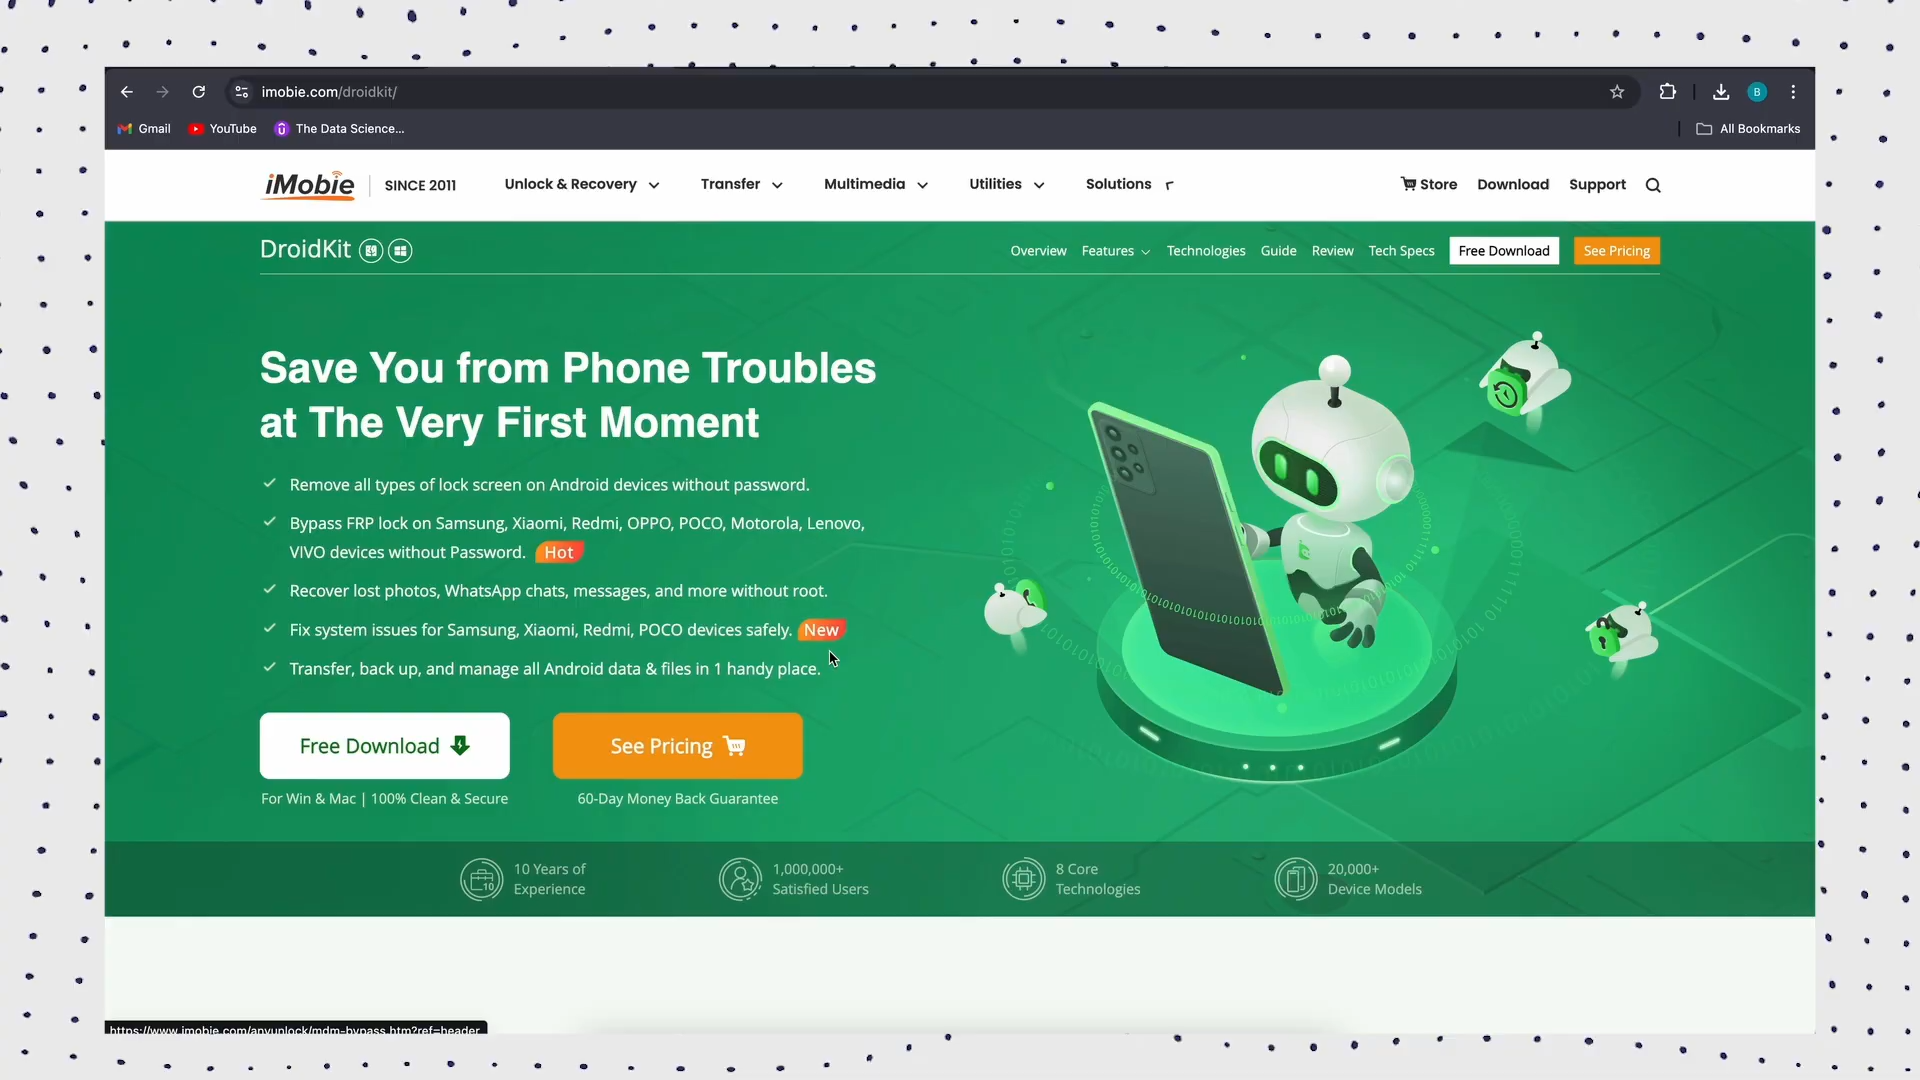 imobie.com/droidkit/
B
Gmail YouTube The Data Science... All Bookmarks
iMobie SINCE 2011 Unlock & Recovery Transfer Multimedia Utilities Solutions Store Download Support
DroidKit Overview Features Technologies Guide Review Tech Specs Free Download See Pricing
Save You from Phone Troubles
at The Very First Moment
Remove all types of lock screen on Android devices without password.
Bypass FRP lock on Samsung, Xiaomi, Redmi, OPPO, POCO, Motorola, Lenovo,
VIVO devices without Password. Hot
Recover lost photos, WhatsApp chats, messages, and more without root.
Fix system issues for Samsung, Xiaomi, Redmi, POCO devices safely. New
Transfer, back up, and manage all Android data & files in 1 handy place.
Free Download See Pricing
For Win & Mac | 100% Clean & Secure 60-Day Money Back Guarantee
10 Years of
Experience
1,000,000+
Satisfied Users
8 Core
Technologies
20,000+
Device Models
https://www.imobie.com/anyunlock/mdm-bypass.htm?ref=header